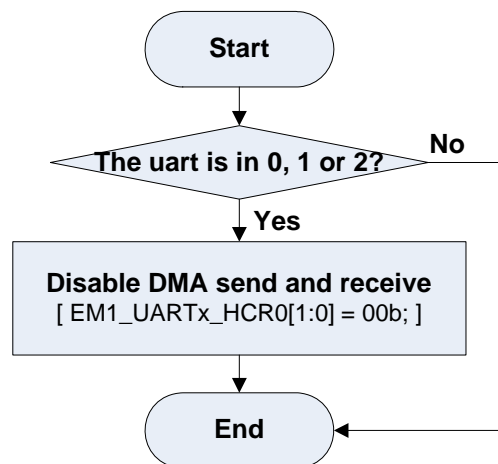 Start
The uart is in 0, 1 or 2?
No
Yes
Disable DMA send and receive
[ EM1_UARTx_HCR0[1:0] = 00b; ]
End